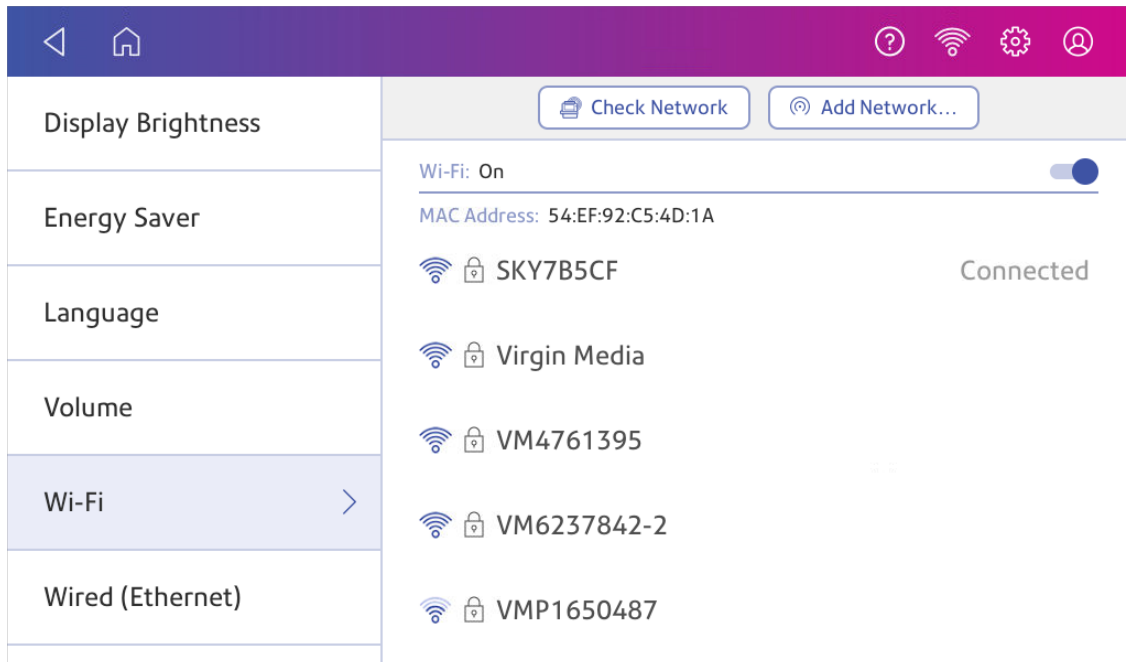 ?
Display Brightness
Energy Saver
Language
Volume
Wi-Fi
Wired (Ethernet)
Check Network
Add Network...
Wi-Fi: On
MAC Address: 54:EF:92:C5:4D:1A
SKY7B5CF Connected
Virgin Media
VM4761395
VM6237842-2
VMP1650487